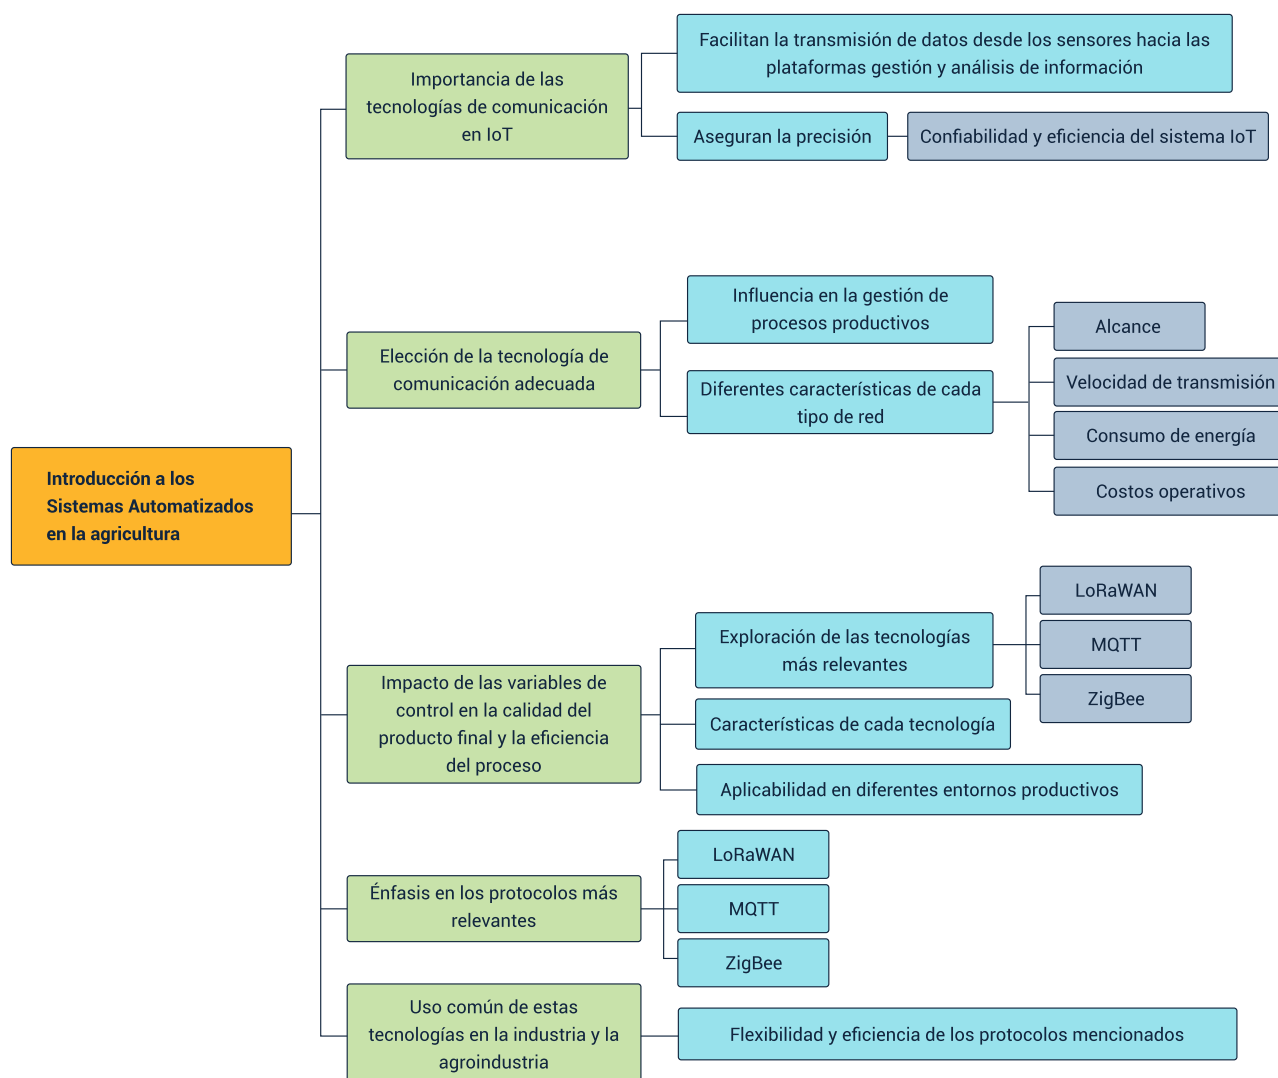 Introducción a los
Sistemas Automatizados
en la agricultura
Importancia de las
tecnologías de comunicación
en IoT
Facilitan la transmisión de datos desde los sensores hacia las
plataformas gestión y análisis de información
Aseguran la precisión
Confiabilidad y eficiencia del sistema IoT
Elección de la tecnología de
comunicación adecuada
Influencia en la gestión de
procesos productivos
Diferentes características de cada
tipo de red
Alcance
Velocidad de transmisión
Consumo de energía
Costos operativos
Impacto de las variables de
control en la calidad del
producto final y la eficiencia
del proceso
Exploración de las tecnologías
más relevantes
LoRaWAN
MQTT
ZigBee
Características de cada tecnología
Aplicabilidad en diferentes entornos productivos
Énfasis en los protocolos más
relevantes
LoRaWAN
MQTT
ZigBee
Uso común de estas
tecnologías en la industria y la
agroindustria
Flexibilidad y eficiencia de los protocolos mencionados